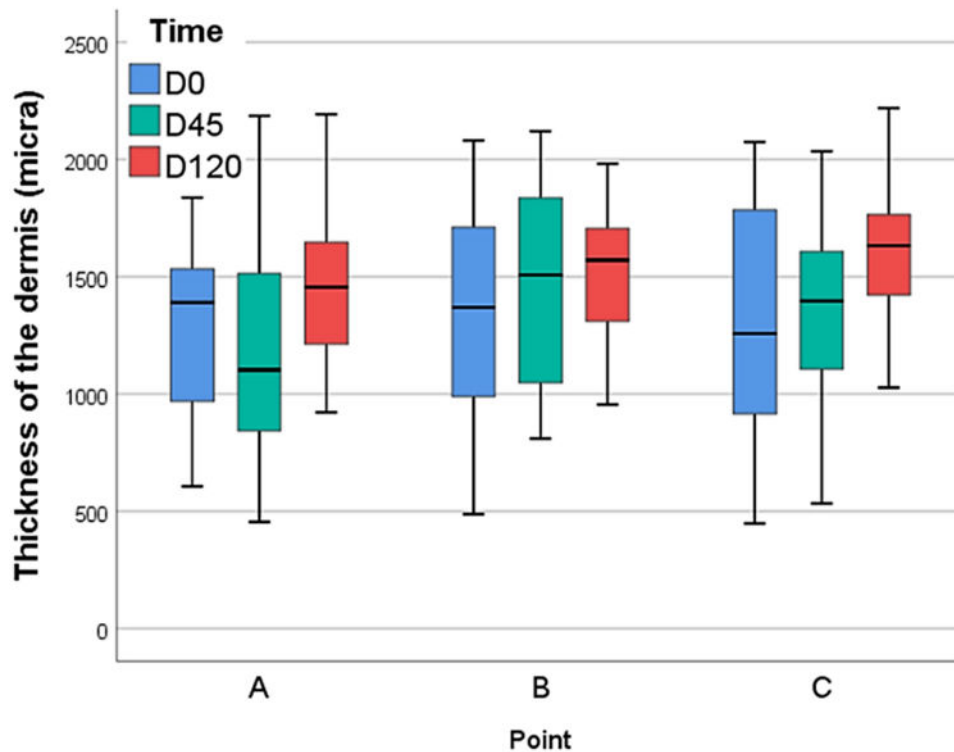 Time
D0
D45
D120
Thickness of the dermis (micra)
2500
2000
1500
1000
500
0
A B C
Point